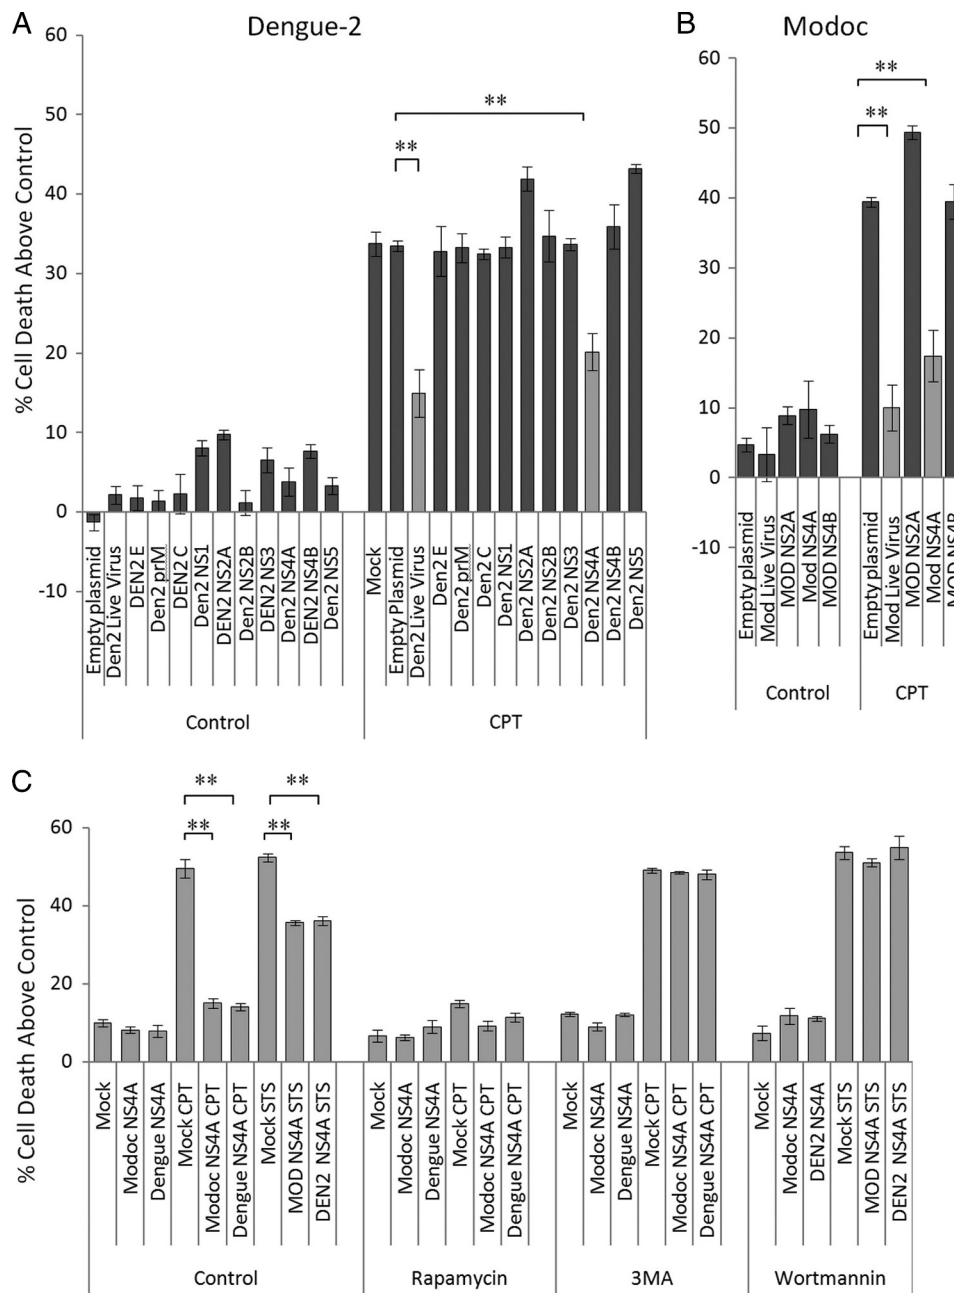 A
Dengue-2
% Cell Death Above Control
60
50
40
30
20
10
0
-10
**
**
Empty plasmid
Den2 Live Virus
DEN2 E
Den2 prM
DEN2 C
Den2 NS1
DEN2 NS2A
Den2 NS2B
DEN2 NS3
Den2 NS4A
DEN2 NS4B
Den2 NS5
Mock
Empty Plasmid
Den2 Live Virus
Den2 E
Den2 prM
Den2 C
Den2 NS1
Den2 NS2A
Den2 NS2B
Den2 NS3
Den2 NS4A
Den2 NS4B
Den2 NS5
Control
CPT
B
Modoc
60
50
40
30
20
10
0
-10
**
**
Empty plasmid
Mod Live Virus
MOD NS2A
Mod NS4A
MOD NS4B
Empty plasmid
Mod Live Virus
MOD NS2A
Mod NS4A
MOD NS4B
Control
CPT
C
% Cell Death Above Control
60
40
20
0
**
**
**
**
Mock
Modoc NS4A
Dengue NS4A
Mock CPT
Modoc NS4A CPT
Dengue NS4A CPT
Mock STS
MOD NS4A STS
DEN2 NS4A STS
Mock
Modoc NS4A
Dengue NS4A
Mock CPT
Modoc NS4A CPT
Dengue NS4A CPT
Mock
Modoc NS4A
Dengue NS4A
Mock CPT
Modoc NS4A CPT
Dengue NS4A CPT
Mock
Modoc NS4A
DEN2 NS4A
Mock STS
MOD NS4A STS
DEN2 NS4A STS
Control
Rapamycin
3MA
Wortmannin